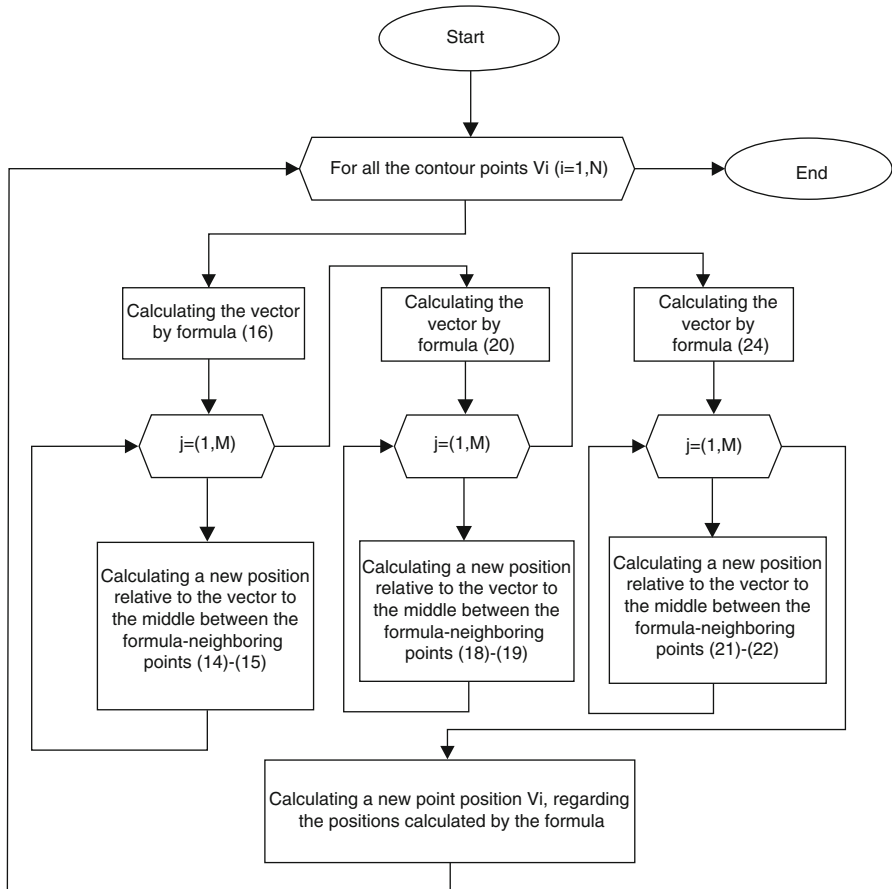 Start
For all the contour points Vi (i=1,N)
End
Calculating the vector
by formula (16)
Calculating the
vector by
formula (20)
Calculating the
vector by
formula (24)
j=(1,M)
j=(1,M)
j=(1,M)
Calculating a new position
relative to the vector to
the middle between the
formula-neighboring
points (14)-(15)
Calculating a new position
relative to the vector to
the middle between the
formula-neighboring
points (18)-(19)
Calculating a new position
relative to the vector to
the middle between the
formula-neighboring
points (21)-(22)
Calculating a new point position Vi, regarding
the positions calculated by the formula